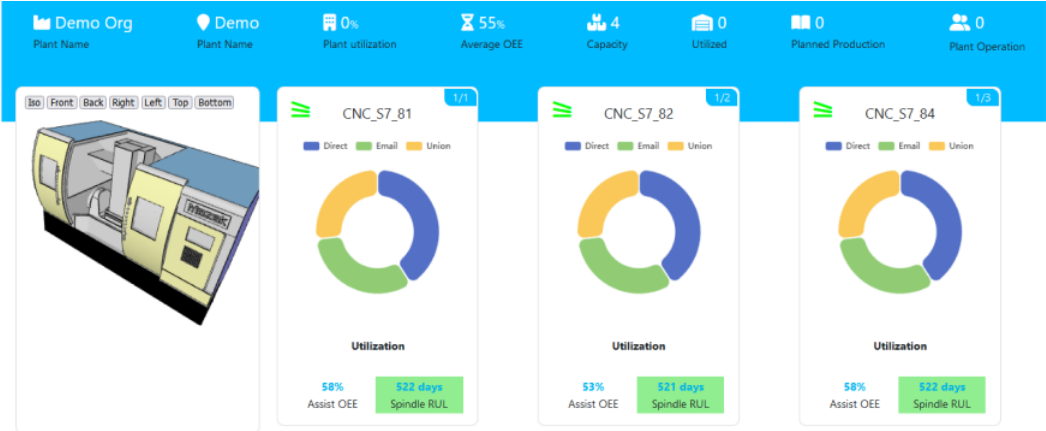 Demo Org
Plant Name
Demo
Plant Name
0%
Plant utilization
55%
Average OEE
4
Capacity
0
Utilized
0
Planned Production
0
Plant Operation
Iso Front Back Right Left Top Bottom
1/1
CNC_S7_81
Direct Email Union
Utilization
58%
Assist OEE
522 days
Spindle RUL
1/2
CNC_S7_82
Direct Email Union
Utilization
53%
Assist OEE
521 days
Spindle RUL
1/3
CNC_S7_84
Direct Email Union
Utilization
58%
Assist OEE
522 days
Spindle RUL